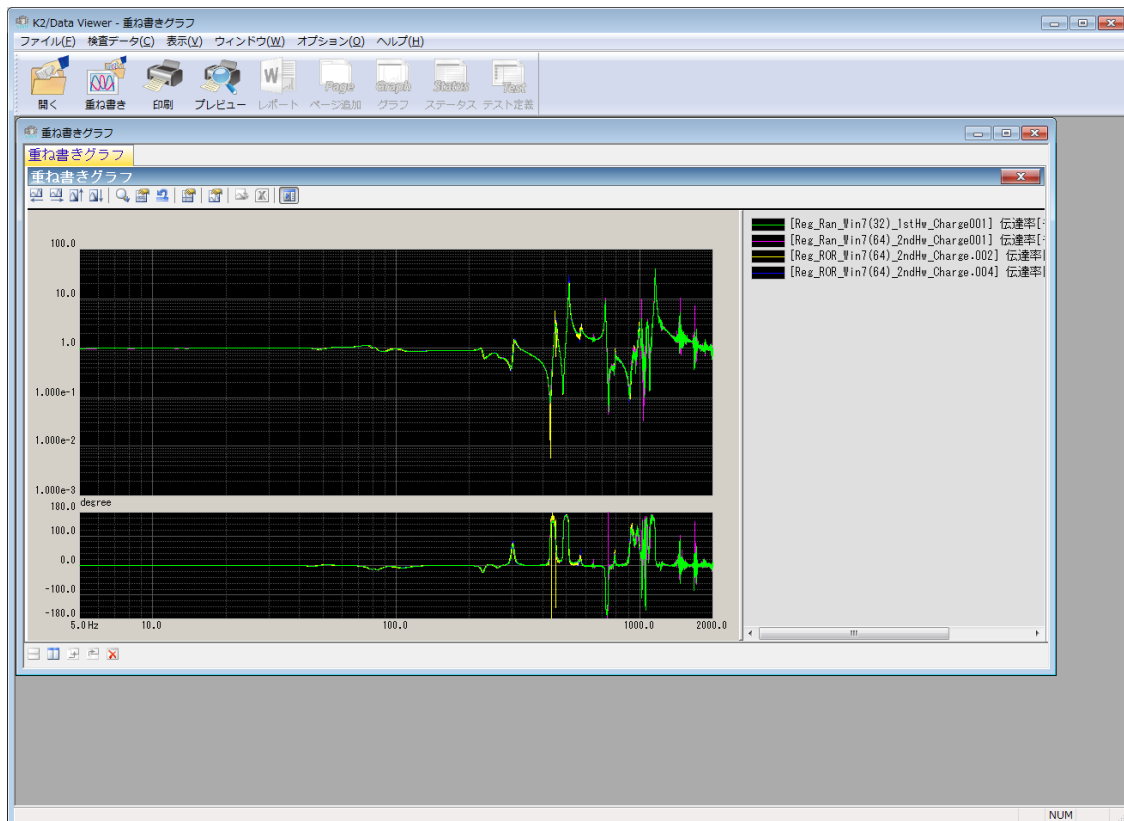 K2/Data Viewer - 重ね書きグラフ
ファイル(F) 検査データ(C) 表示(V) ウィンドウ(W) オプション(O) ヘルプ(H)
開く 重ね書き 印刷 プレビュー レポート ページ追加 グラフ ステータス テスト定義
Page Graph Status Test
重ね書きグラフ
重ね書きグラフ
重ね書きグラフ
[Reg_Ran_Win7(32)_1stHw_Charge001] 伝達率[
[Reg_Ran_Win7(64)_2ndHw_Charge001] 伝達率[
[Reg_ROR_Win7(64)_2ndHw_Charge.002] 伝達率
[Reg_ROR_Win7(64)_2ndHw_Charge.004] 伝達率
100.0
10.0
1.0
1.000e-1
1.000e-2
1.000e-3
180.0 degree
100.0
0.0
-100.0
-180.0
5.0 Hz 10.0 100.0 1000.0 2000.0
NUM